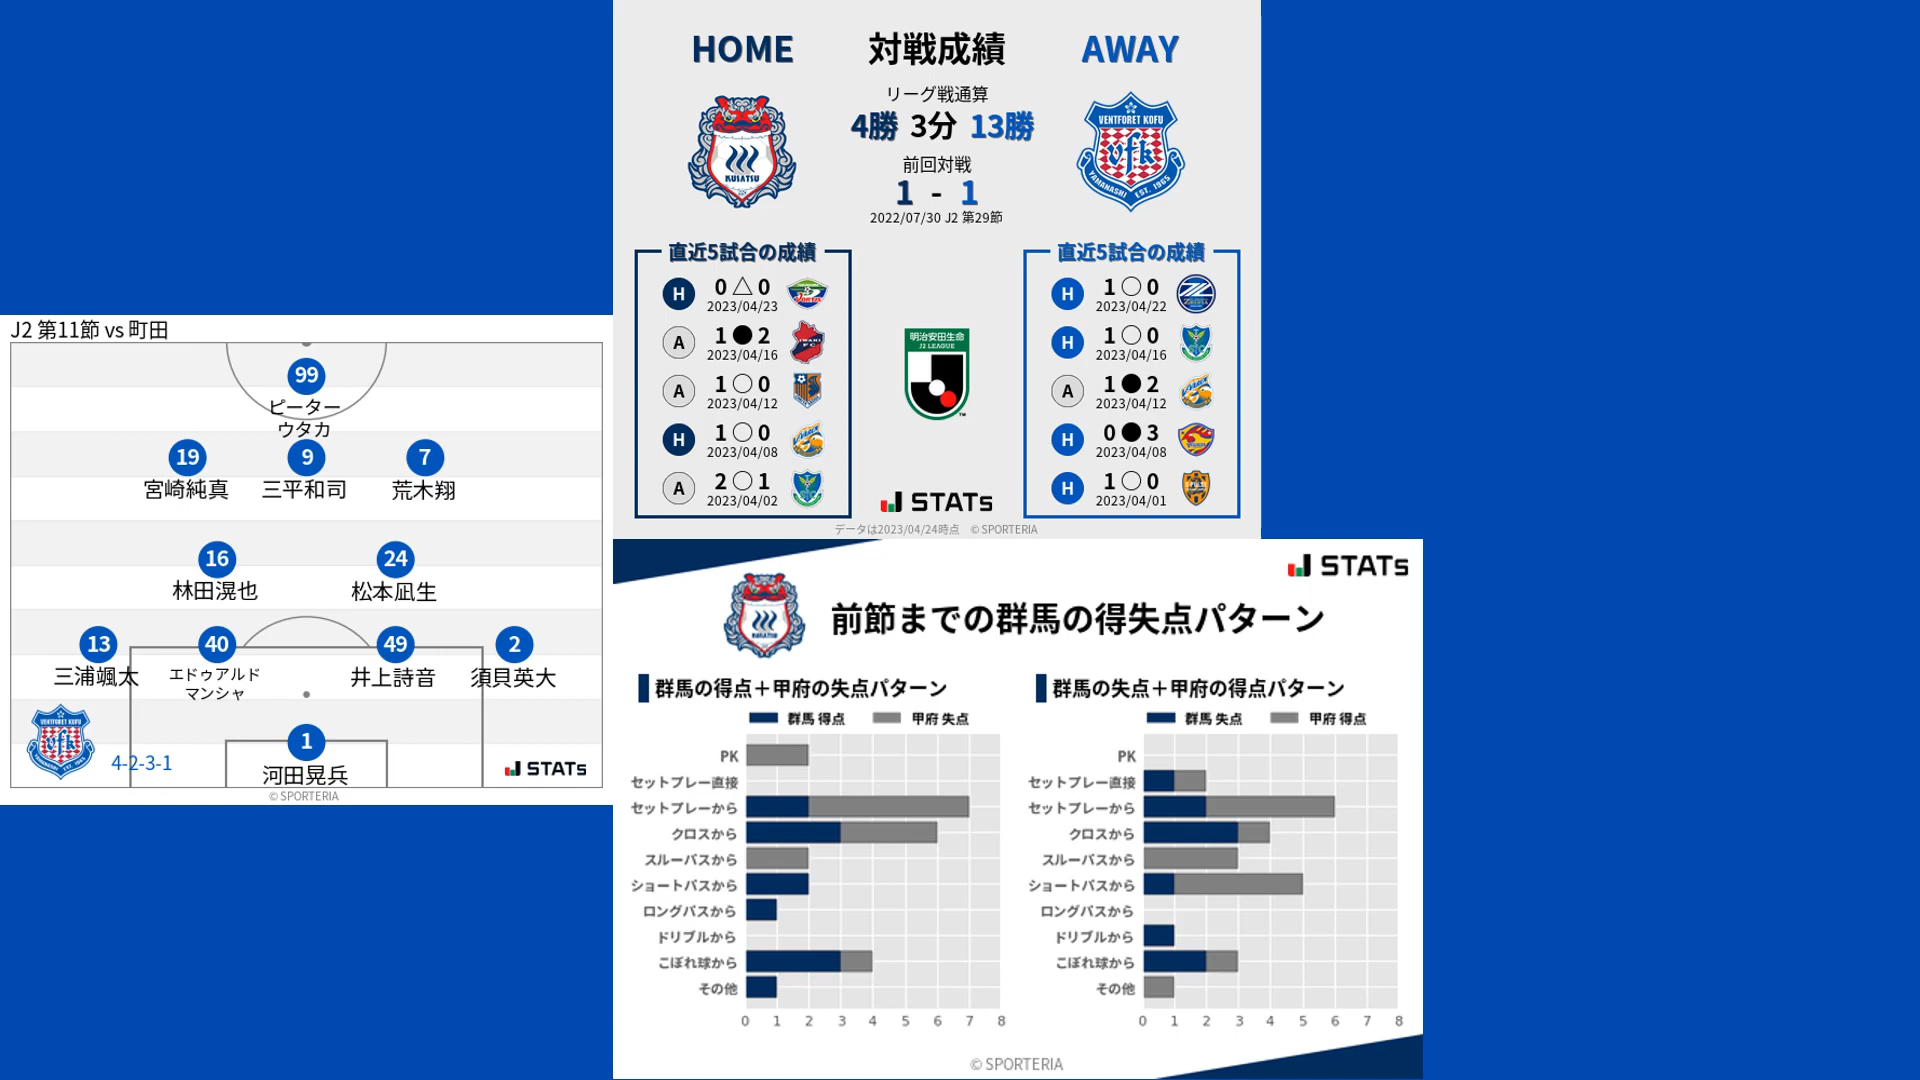 J2 第11節 vs 町田
99
ピーター
ウタカ
19
9
7
宮崎純真
三平和司
荒木翔
16
24
林田滉也
松本凪生
13
40
49
2
三浦颯太
エドゥアルド
マンシャ
井上詩音
須貝英大
VENTFORET KOFU
vfk
4-2-3-1
1
河田晃兵
STATs
© SPORTERIA
HOME
対戦成績
AWAY
リーグ戦通算
4勝 3分 13勝
前回対戦
1 - 1
2022/07/30 J2 第29節
KUSATSU
VENTFORET KOFU
vfk
YAMANASHI EST. 1965
直近5試合の成績
H 0 △ 0
2023/04/23
A 1 ● 2
2023/04/16
A 1 ○ 0
2023/04/12
H 1 ○ 0
2023/04/08
A 2 ○ 1
2023/04/02
明治安田生命
J2 LEAGUE
TM
STATs
直近5試合の成績
H 1 ○ 0
2023/04/22
H 1 ○ 0
2023/04/16
A 1 ● 2
2023/04/12
H 0 ● 3
2023/04/08
H 1 ○ 0
2023/04/01
データは2023/04/24時点 © SPORTERIA
STATs
KUSATSU
前節までの群馬の得失点パターン
群馬の得点＋甲府の失点パターン
群馬 得点 甲府 失点
PK
セットプレー直接
セットプレーから
クロスから
スルーパスから
ショートパスから
ロングパスから
ドリブルから
こぼれ球から
その他
0 1 2 3 4 5 6 7 8
群馬の失点＋甲府の得点パターン
群馬 失点 甲府 得点
PK
セットプレー直接
セットプレーから
クロスから
スルーパスから
ショートパスから
ロングパスから
ドリブルから
こぼれ球から
その他
0 1 2 3 4 5 6 7 8
© SPORTERIA